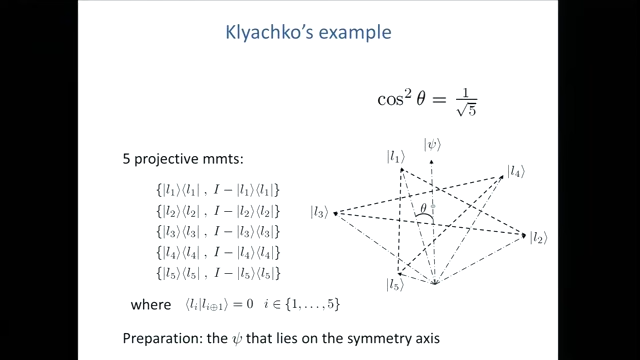 Klyachko's example
cos² θ = 1/√5
5 projective mmts:
{|l₁⟩⟨l₁| , I − |l₁⟩⟨l₁|}
{|l₂⟩⟨l₂| , I − |l₂⟩⟨l₂|}
{|l₃⟩⟨l₃| , I − |l₃⟩⟨l₃|}
{|l₄⟩⟨l₄| , I − |l₄⟩⟨l₄|}
{|l₅⟩⟨l₅| , I − |l₅⟩⟨l₅|}
where ⟨lᵢ|lᵢ⊕₁⟩ = 0 i ∈ {1, . . . , 5}
Preparation: the ψ that lies on the symmetry axis
|ψ⟩
|l₁⟩
|l₄⟩
θ
|l₃⟩
|l₂⟩
|l₅⟩